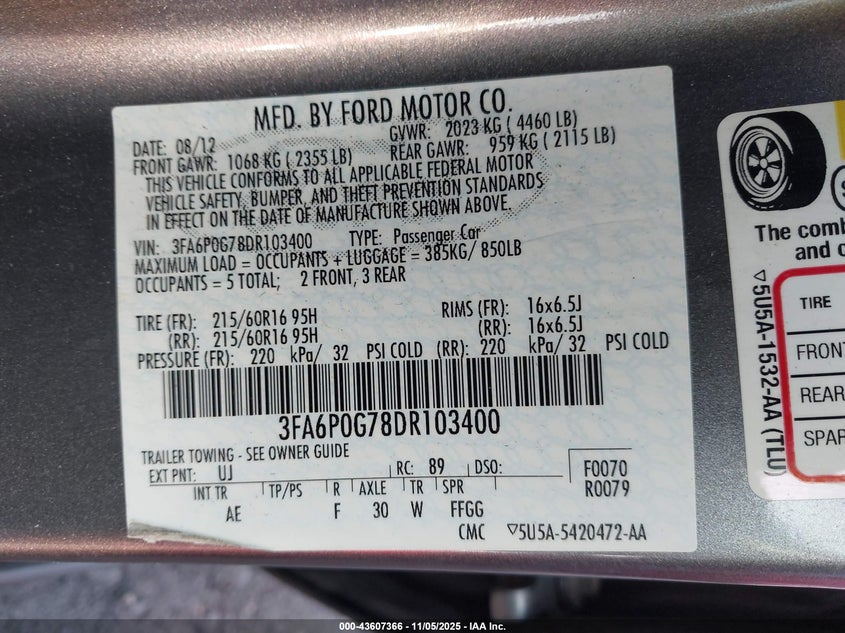 MFD. BY FORD MOTOR CO.
DATE: 08/12
GVWR: 2023 KG ( 4460 LB)
FRONT GAWR: 1068 KG ( 2355 LB)
REAR GAWR: 959 KG ( 2115 LB)
THIS VEHICLE CONFORMS TO ALL APPLICABLE FEDERAL MOTOR
VEHICLE SAFETY, BUMPER, AND THEFT PREVENTION STANDARDS
IN EFFECT ON THE DATE OF MANUFACTURE SHOWN ABOVE.
VIN: 3FA6P0G78DR103400 TYPE: Passenger Car
MAXIMUM LOAD = OCCUPANTS + LUGGAGE = 385KG/ 850LB
OCCUPANTS = 5 TOTAL; 2 FRONT, 3 REAR
TIRE (FR): 215/60R16 95H RIMS (FR): 16x6.5J
(RR): 215/60R16 95H (RR): 16x6.5J
PRESSURE (FR): 220 kPa/ 32 PSI COLD (RR): 220 kPa/ 32 PSI COLD
3FA6P0G78DR103400
TRAILER TOWING - SEE OWNER GUIDE
EXT PNT: UJ RC: 89 DSO: F0070
INT TR TP/PS R AXLE TR SPR R0079
AE F 30 W FFGG
CMC ▽5U5A-5420472-AA
The comb
and
▽5U5A-1532-AA (TLU)
TIRE
FRONT
REAR
SPAR
000-43607366 - 11/05/2025 - IAA Inc.